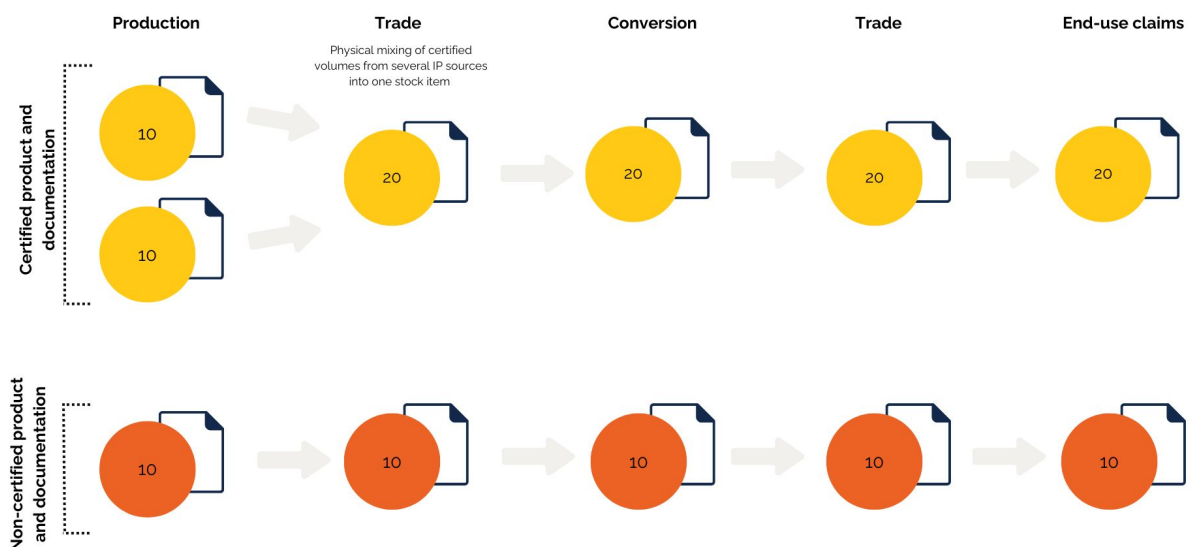 Production
Trade
Conversion
Trade
End-use claims
Physical mixing of certified
volumes from several IP sources
into one stock item
Certified product and
documentation
10
10
20
20
20
20
Non-certified product
and documentation
10
10
10
10
10